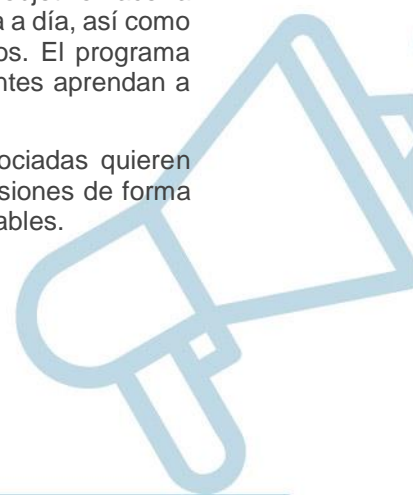 a a día, así como
os. El programa
ntes aprendan a
ociadas quieren
siones de forma
ables.